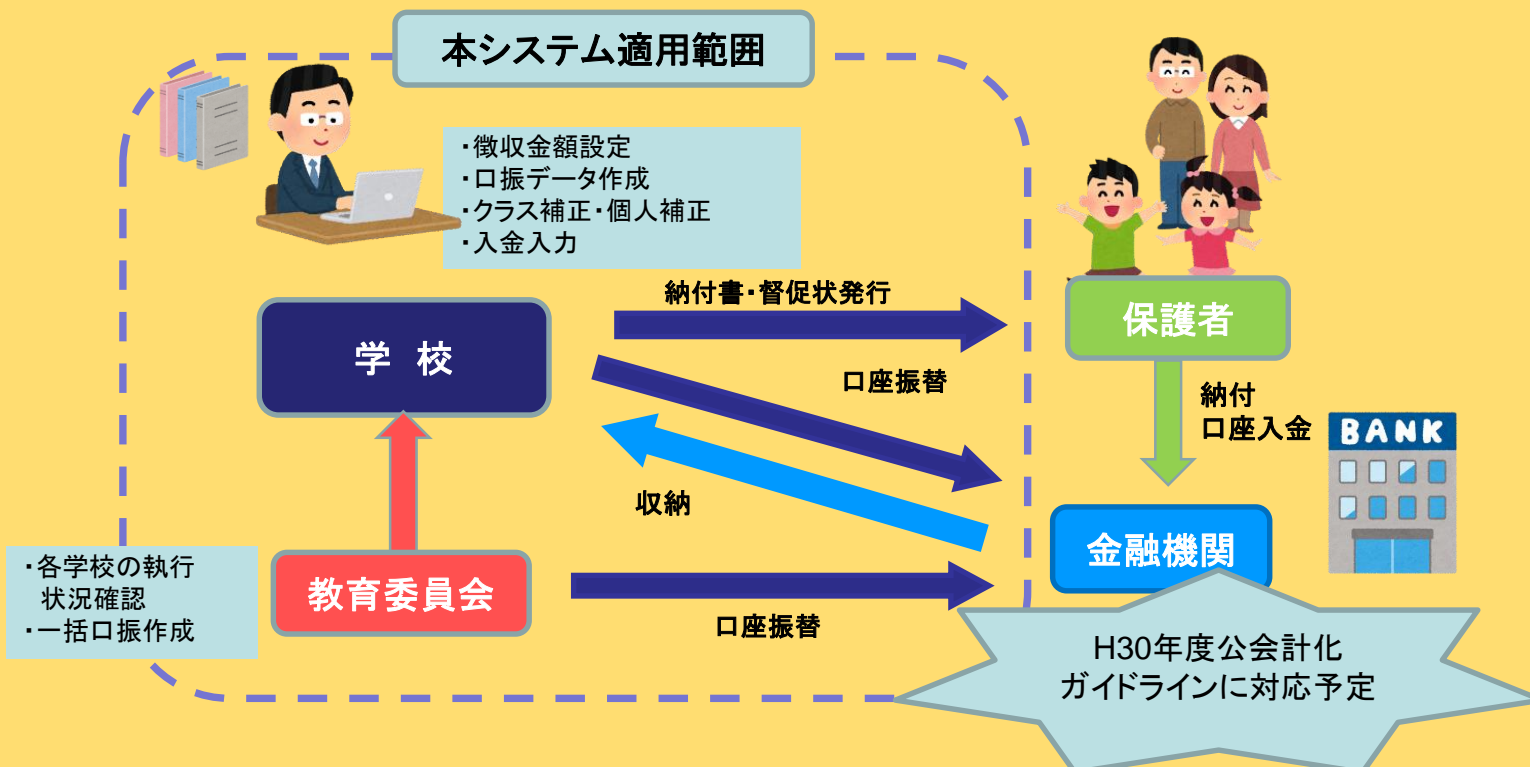 本システム適用範囲
・徴収金額設定
・口振データ作成
・クラス補正・個人補正
・入金入力
納付書・督促状発行
保護者
学 校
口座振替
納付
口座入金
BANK
収納
金融機関
・各学校の執行
状況確認
・一括口振作成
教育委員会
口座振替
H30年度公会計化
ガイドラインに対応予定